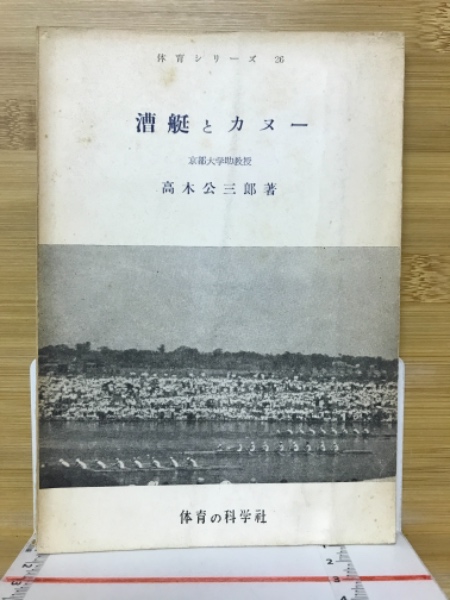 体育シリーズ 26
漕艇とカヌー
京都大学助教授
高木公三郎著
体育の科学社